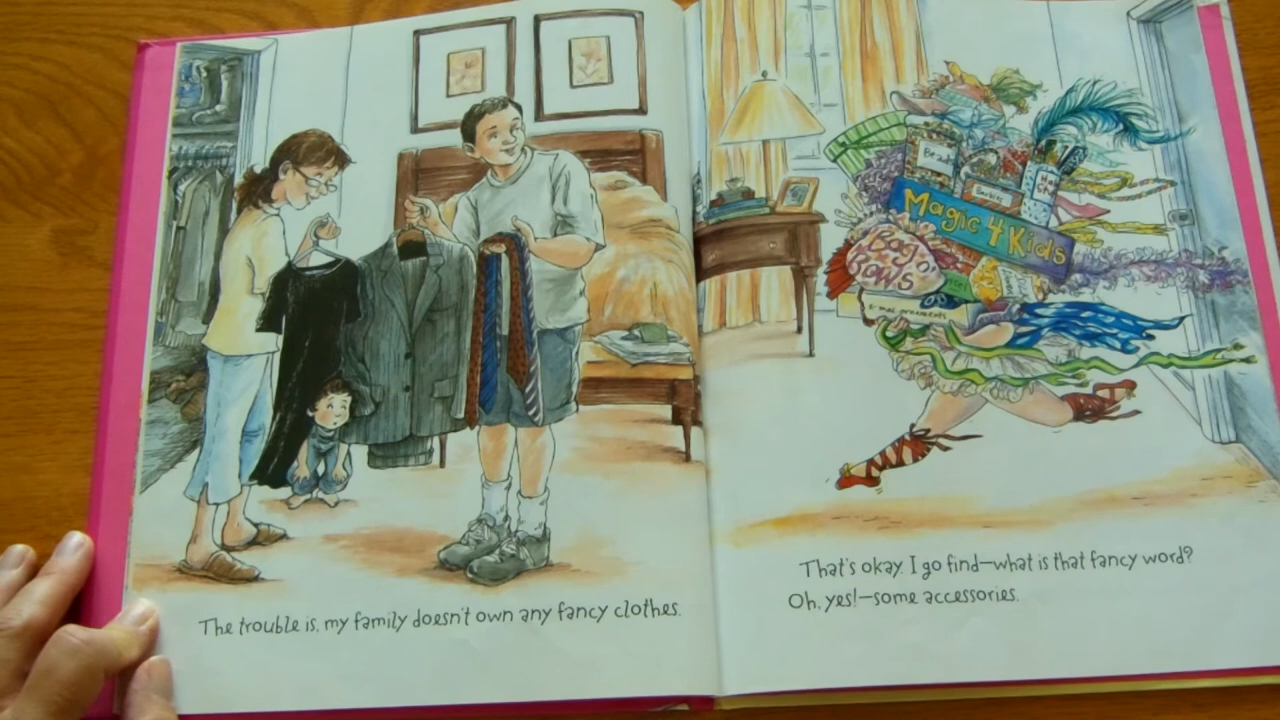 The trouble is, my family doesn't own any fancy clothes.
Beads
Magic 4 Kids
Bag o'
Bows
That's okay. I go find—what is that fancy word?
Oh, yes!—some accessories.